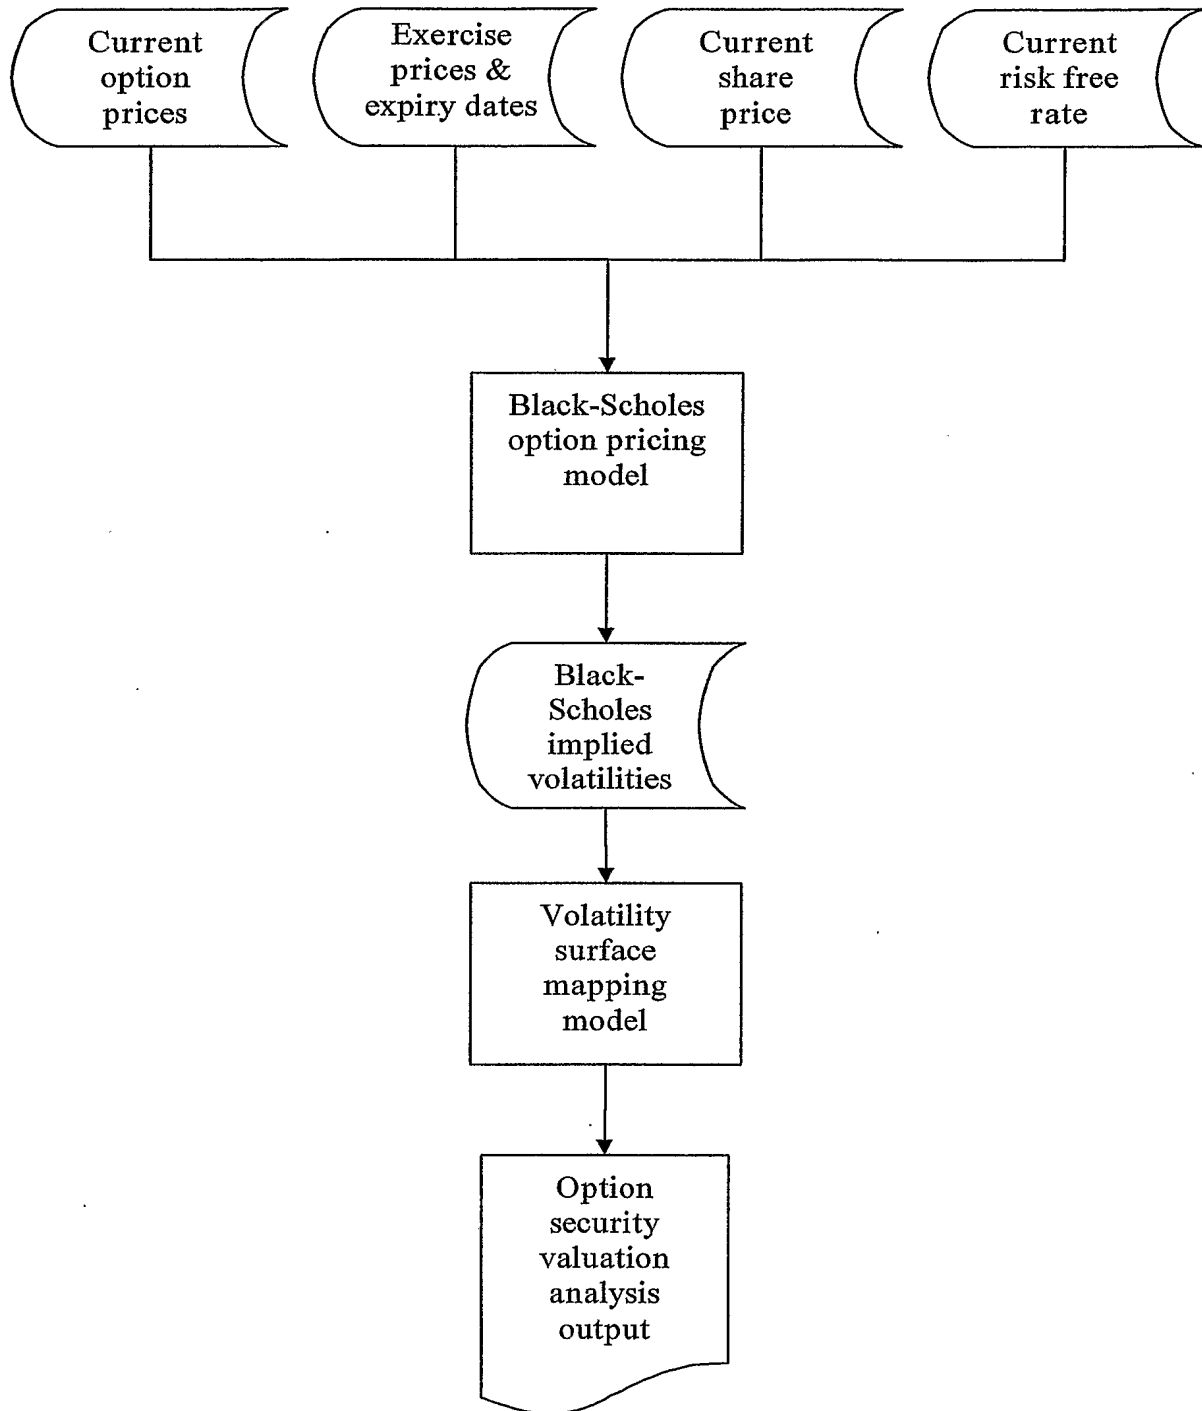 Current
option
prices
Exercise
prices &
expiry dates
Current
share
price
Current
risk free
rate
Black-Scholes
option pricing
model
Black-
Scholes
implied
volatilities
Volatility
surface
mapping
model
Option
security
valuation
analysis
output